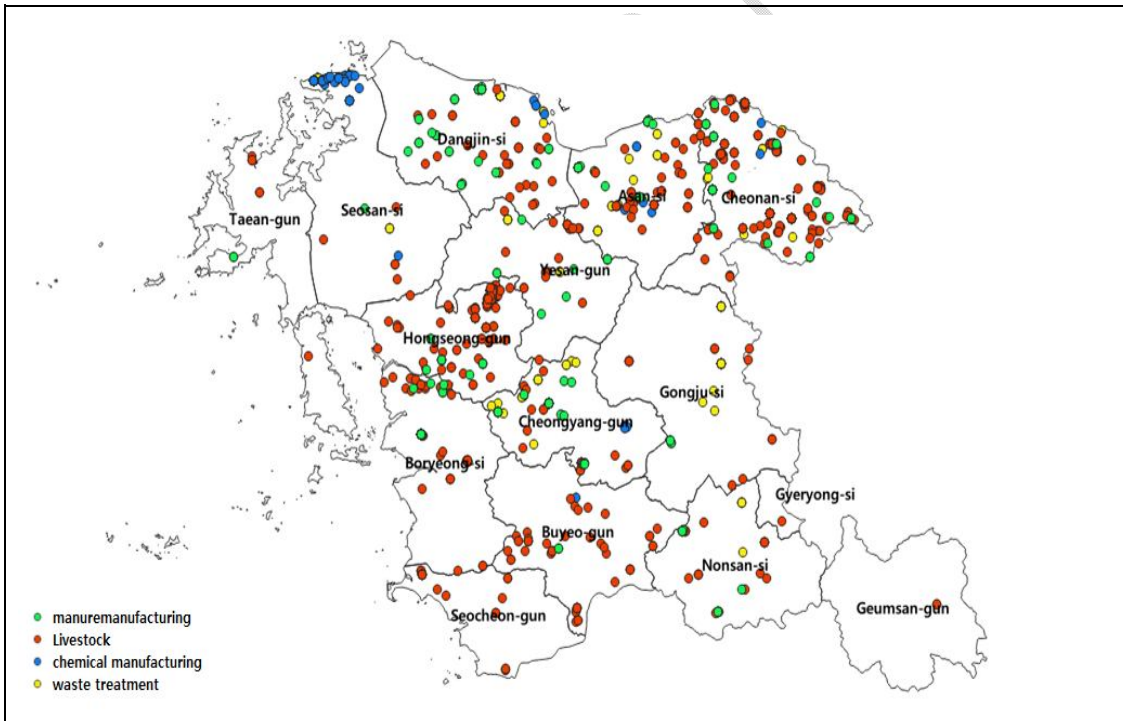 Dangjin-si
Asan-si
Cheonan-si
Seosan-si
Taean-gun
Yesan-gun
Hongseong-gun
Gongju-si
Cheongyang-gun
Boryeong-si
Gyeryong-si
Buyeo-gun
Nonsan-si
Seocheon-gun
Geumsan-gun
manuremanufacturing
Livestock
chemical manufacturing
waste treatment